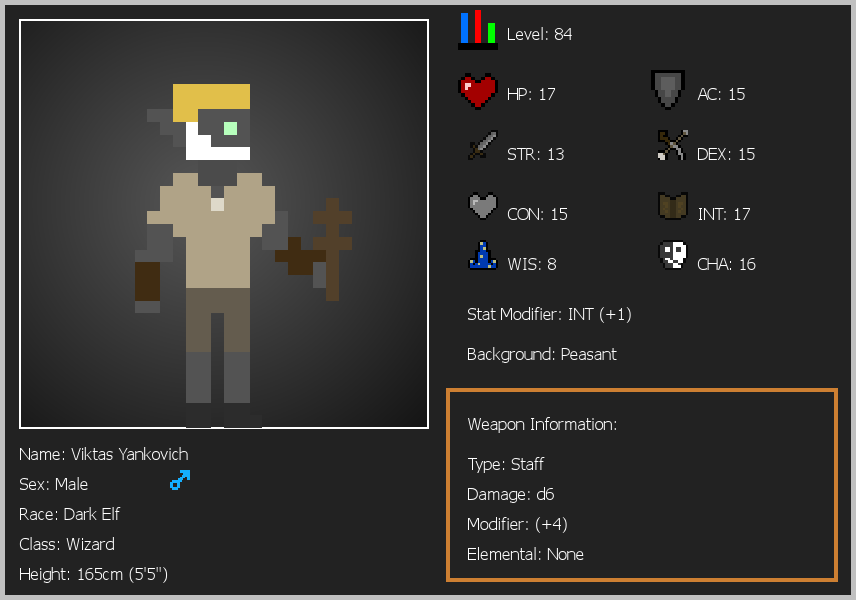 Level: 84
HP: 17
AC: 15
STR: 13
DEX: 15
CON: 15
INT: 17
WIS: 8
CHA: 16
Stat Modifier: INT (+1)
Background: Peasant
Weapon Information:
Type: Staff
Damage: d6
Modifier: (+4)
Elemental: None
Name: Viktas Yankovich
Sex: Male
Race: Dark Elf
Class: Wizard
Height: 165cm (5'5")